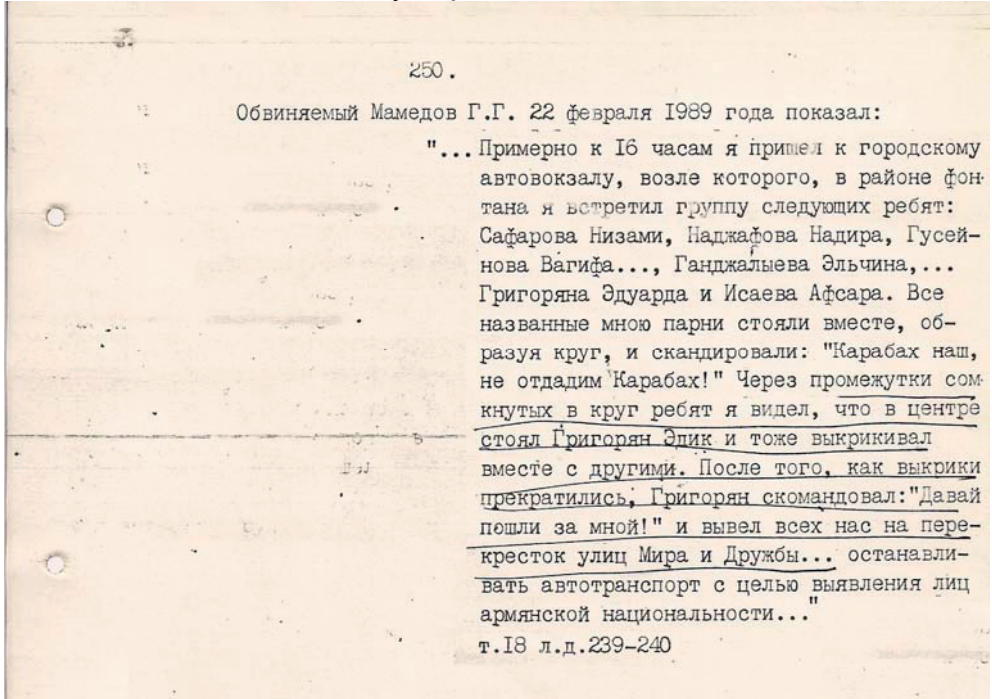 250.
Обвиняемый Мамедов Г.Г. 22 февраля 1989 года показал:
"...Примерно к 16 часам я пришел к городскому
автовокзалу, возле которого, в районе фон-
тана я встретил группу следующих ребят:
Сафарова Низами, Наджафова Надира, Гусей-
нова Вагифа..., Ганджалыева Эльчина,...
Григоряна Эдуарда и Исаева Афсара. Все
названные мною парни стояли вместе, об-
разуя круг, и скандировали: "Карабах наш,
не отдадим Карабах!" Через промежутки сом-
кнутых в круг ребят я видел, что в центре
стоял Григорян Эдик и тоже выкрикивал
вместе с другими. После того, как выкрики
прекратились, Григорян скомандовал:"Давай
пошли за мной!" и вывел всех нас на пере-
кресток улиц Мира и Дружбы... останавли-
вать автотранспорт с целью выявления лиц
армянской национальности..."
т.18 л.д.239-240